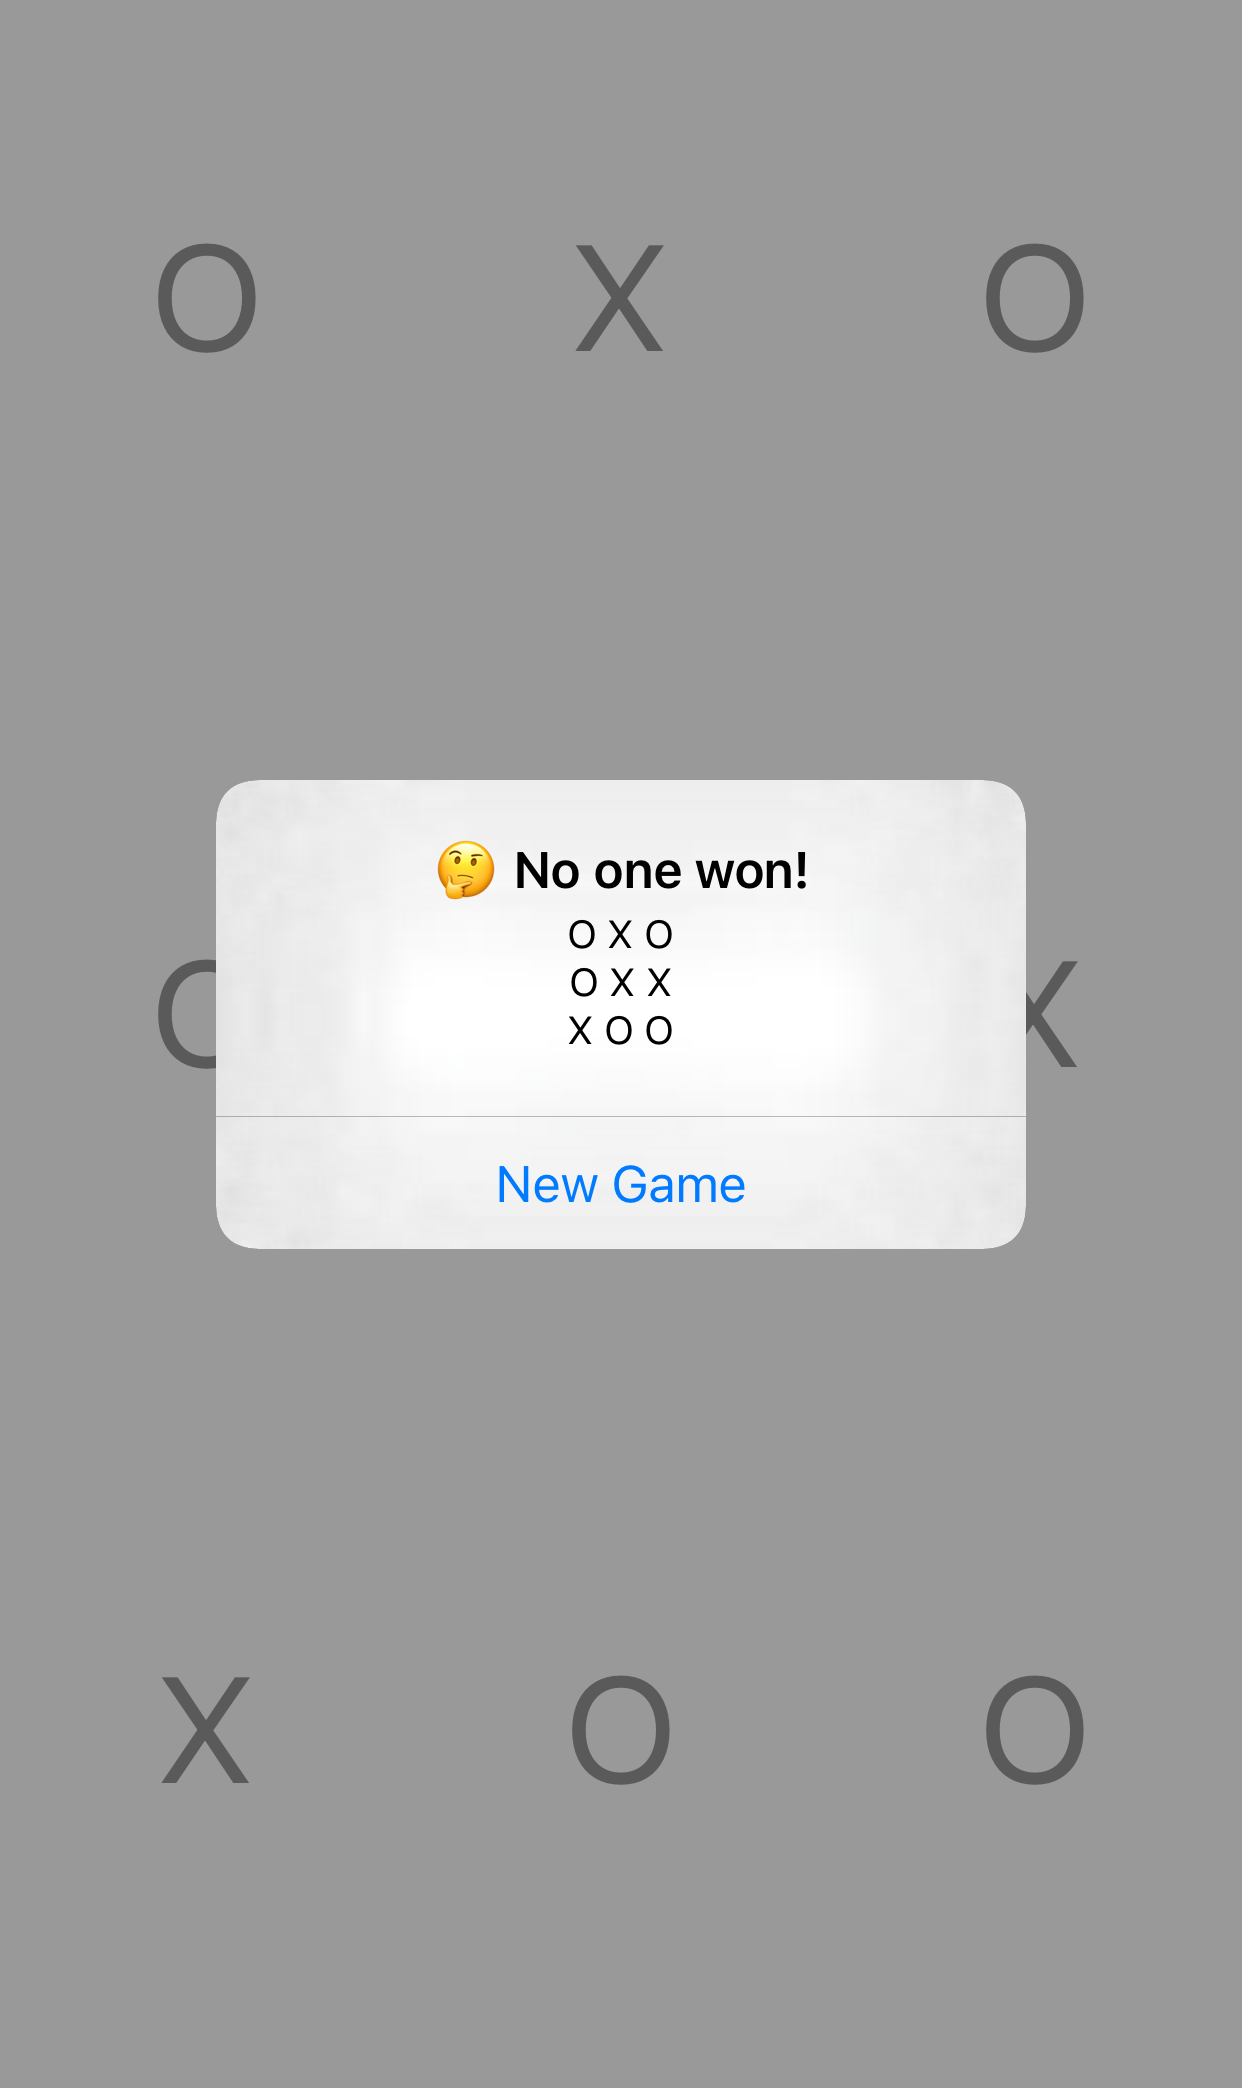 O X O
🤔 No one won!
O X O
O X X
X O O
O X
New Game
X O O